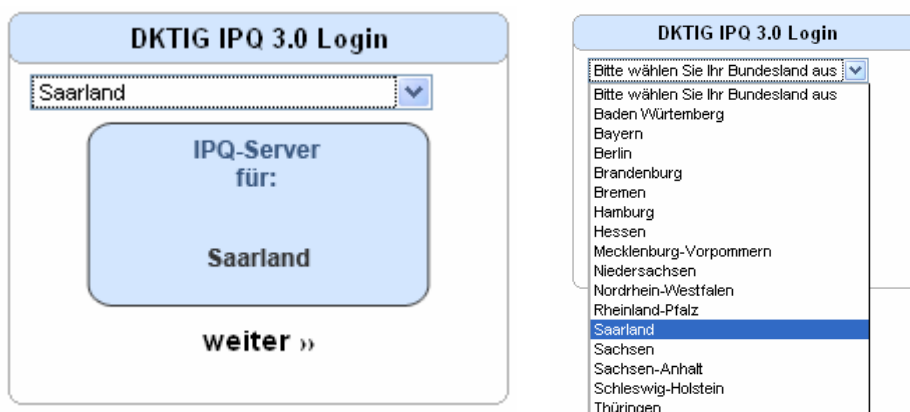 DKTIG IPQ 3.0 Login
Saarland
IPQ-Server
für:
Saarland
weiter ››
DKTIG IPQ 3.0 Login
Bitte wählen Sie Ihr Bundesland aus
Bitte wählen Sie Ihr Bundesland aus
Baden Würtemberg
Bayern
Berlin
Brandenburg
Bremen
Hamburg
Hessen
Mecklenburg-Vorpommern
Niedersachsen
Nordrhein-Westfalen
Rheinland-Pfalz
Saarland
Sachsen
Sachsen-Anhalt
Schleswig-Holstein
Thüringen